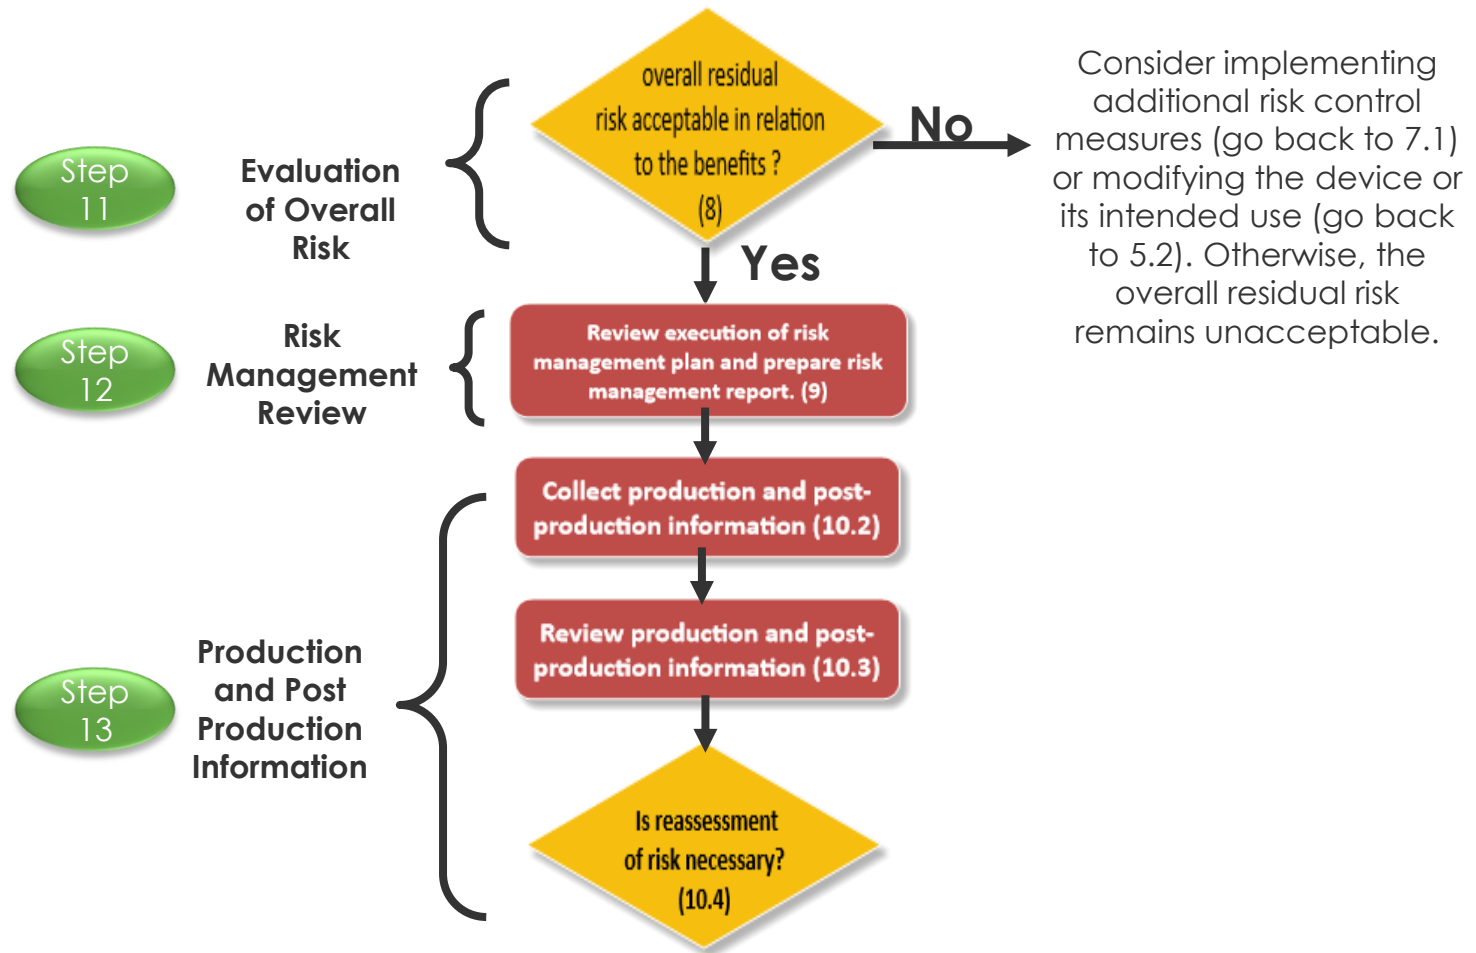 overall residual
risk acceptable in relation
to the benefits ?
(8)
No
Consider implementing
additional risk control
measures (go back to 7.1)
or modifying the device or
its intended use (go back
to 5.2). Otherwise, the
overall residual risk
remains unacceptable.
Step
11
Evaluation
of Overall
Risk
Yes
Step
12
Risk
Management
Review
Review execution of risk
management plan and prepare risk
management report. (9)
Collect production and post-
production information (10.2)
Review production and post-
production information (10.3)
Step
13
Production
and Post
Production
Information
Is reassessment
of risk necessary?
(10.4)